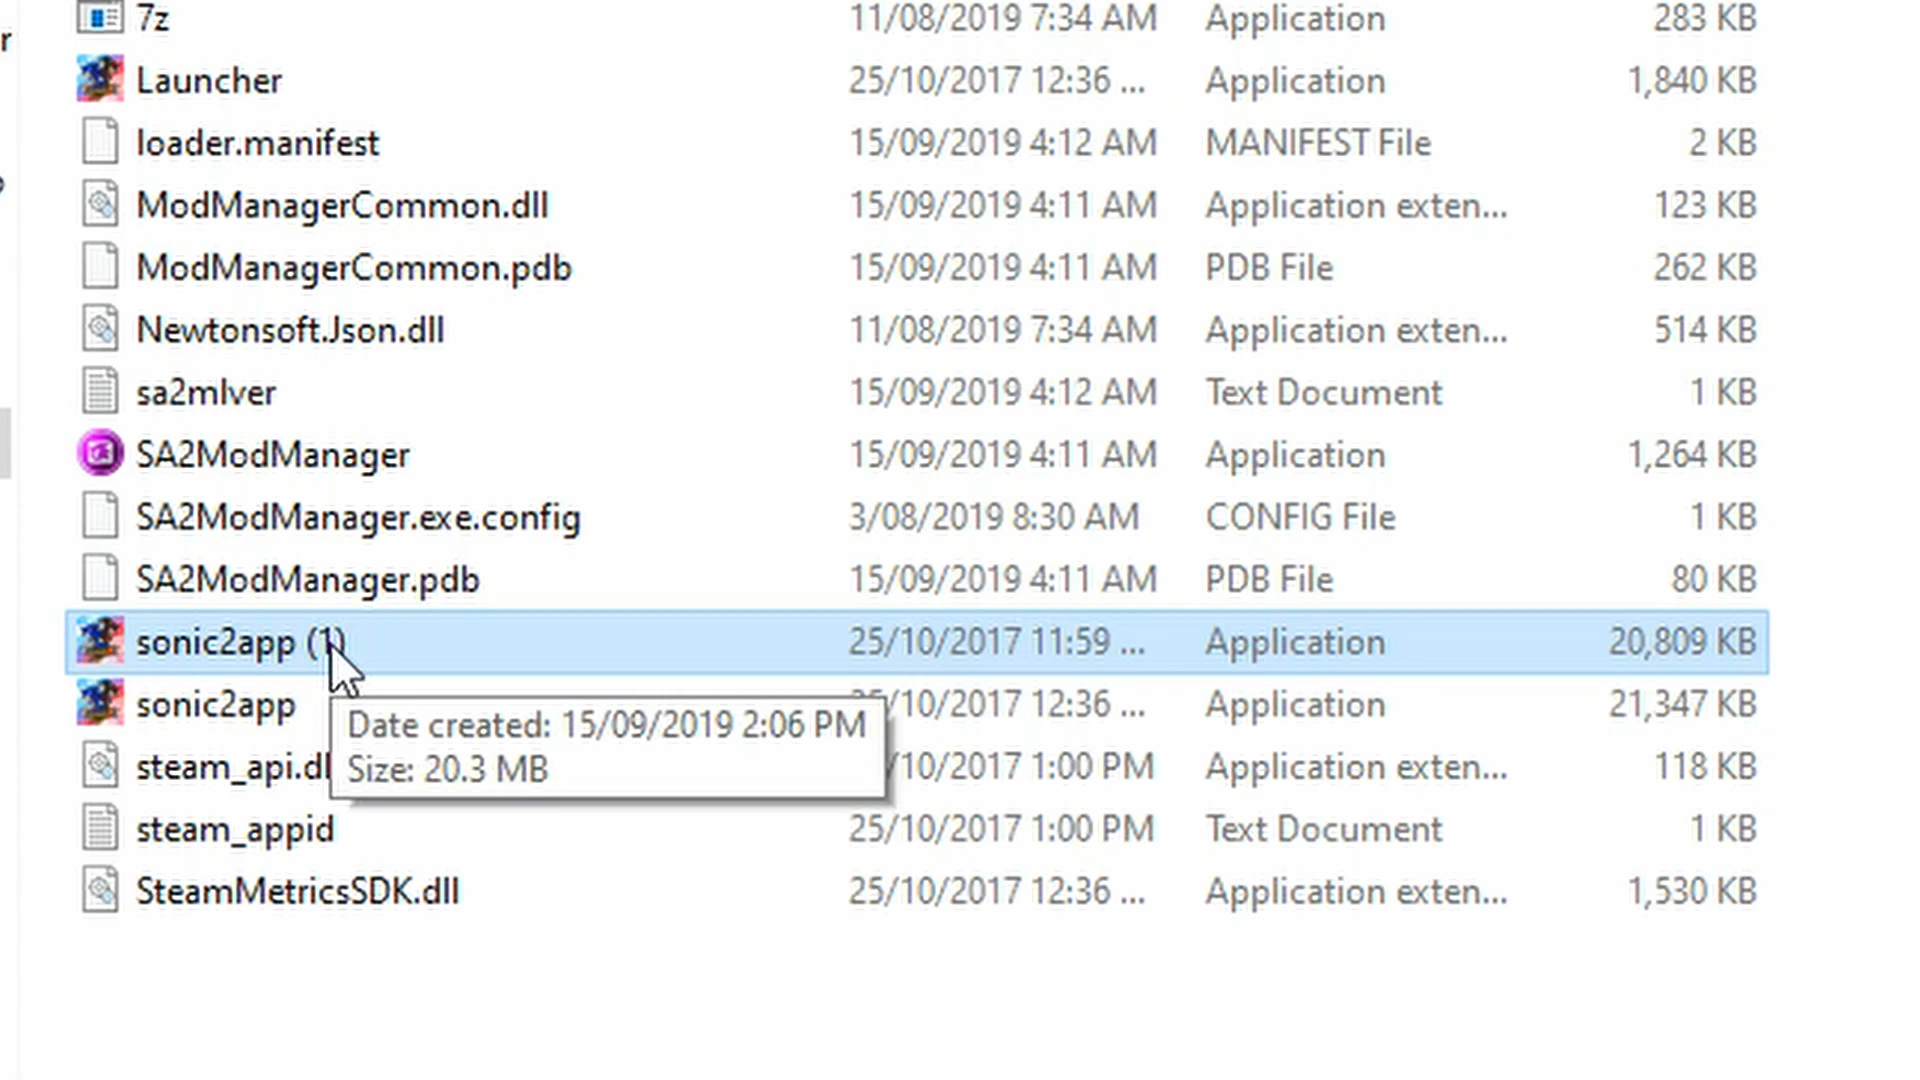 r
7z 11/08/2019 7:34 AM Application 283 KB
Launcher 25/10/2017 12:36 ... Application 1,840 KB
loader.manifest 15/09/2019 4:12 AM MANIFEST File 2 KB
ModManagerCommon.dll 15/09/2019 4:11 AM Application exten... 123 KB
ModManagerCommon.pdb 15/09/2019 4:11 AM PDB File 262 KB
Newtonsoft.Json.dll 11/08/2019 7:34 AM Application exten... 514 KB
sa2mlver 15/09/2019 4:12 AM Text Document 1 KB
SA2ModManager 15/09/2019 4:11 AM Application 1,264 KB
SA2ModManager.exe.config 3/08/2019 8:30 AM CONFIG File 1 KB
SA2ModManager.pdb 15/09/2019 4:11 AM PDB File 80 KB
sonic2app (1) 25/10/2017 11:59 ... Application 20,809 KB
sonic2app /10/2017 12:36 ... Application 21,347 KB
Date created: 15/09/2019 2:06 PM
steam_api.dl /10/2017 1:00 PM Application exten... 118 KB
Size: 20.3 MB
steam_appid 25/10/2017 1:00 PM Text Document 1 KB
SteamMetricsSDK.dll 25/10/2017 12:36 ... Application exten... 1,530 KB